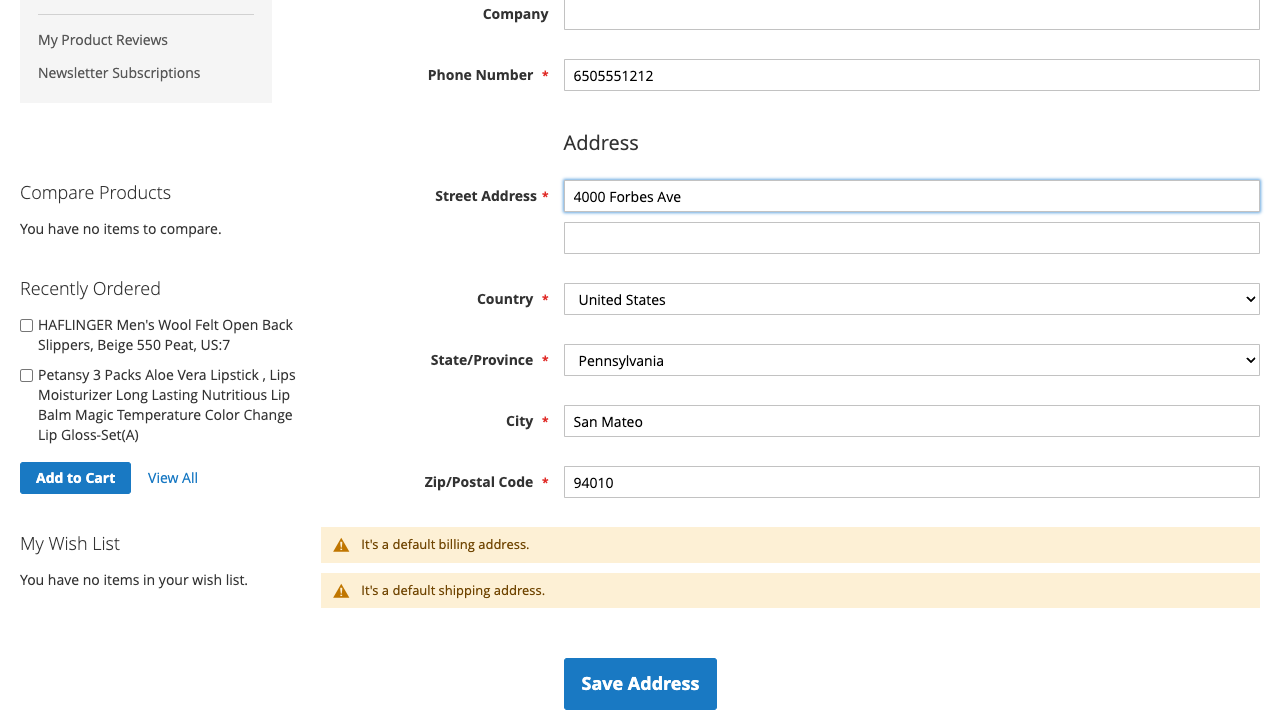 My Product Reviews
Newsletter Subscriptions
Compare Products
You have no items to compare.
Recently Ordered
HAFLINGER Men's Wool Felt Open Back
Slippers, Beige 550 Peat, US:7
Petansy 3 Packs Aloe Vera Lipstick , Lips
Moisturizer Long Lasting Nutritious Lip
Balm Magic Temperature Color Change
Lip Gloss-Set(A)
Add to Cart View All
My Wish List
You have no items in your wish list.
Company
Phone Number * 6505551212
Address
Street Address * 4000 Forbes Ave
Country * United States
State/Province * Pennsylvania
City * San Mateo
Zip/Postal Code * 94010
It's a default billing address.
It's a default shipping address.
Save Address